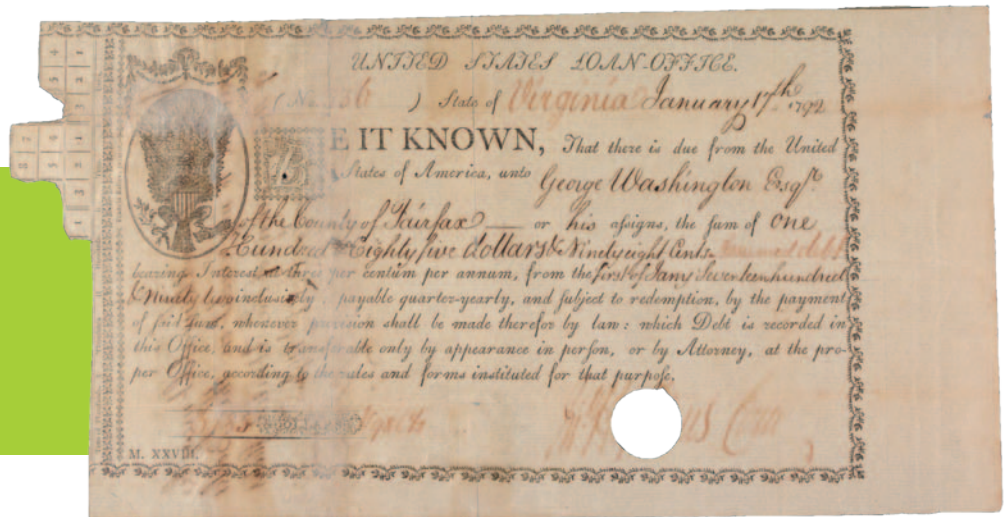 UNITED STATES LOAN-OFFICE.
(No ) State of Virginia January 17th 1792
BE IT KNOWN, That there is due from the United
States of America, unto George Washington Esqr.
of the County of Fairfax or his aſsigns, the ſum of one
Hundred Eighty five dollars & Ninety eight Cents
bearing Intereſt at three per centum per annum, from the first of Jany Seventeen hundred
& Ninety two incluſively payable quarter-yearly, and ſubject to redemption, by the payment
of ſaid ſum, whenever proviſion ſhall be made therefor by law: which Debt is recorded in
this Office, and is transferable only by appearance in perſon, or by Attorney, at the pro-
per Office, according to the rules and forms inſtituted for that purpoſe.
M. XXVIII.